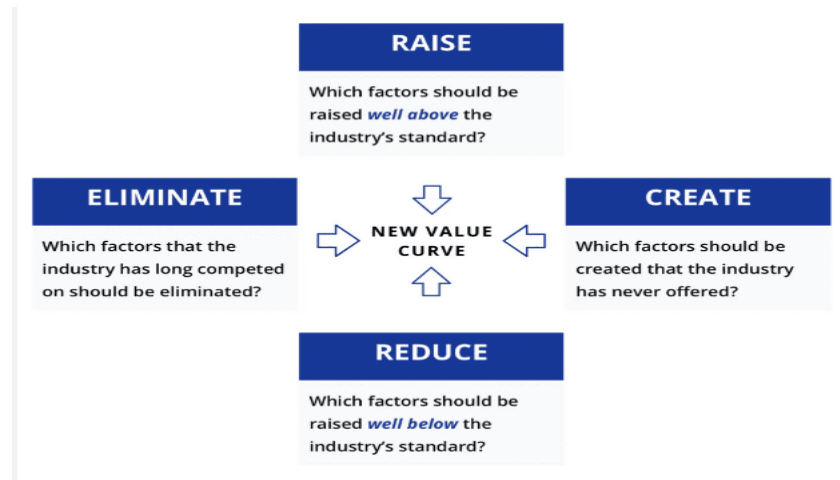 RAISE
Which factors should be
raised well above the
industry's standard?
ELIMINATE
Which factors that the
industry has long competed
on should be eliminated?
NEW VALUE
CURVE
CREATE
Which factors should be
created that the industry
has never offered?
REDUCE
Which factors should be
raised well below the
industry's standard?